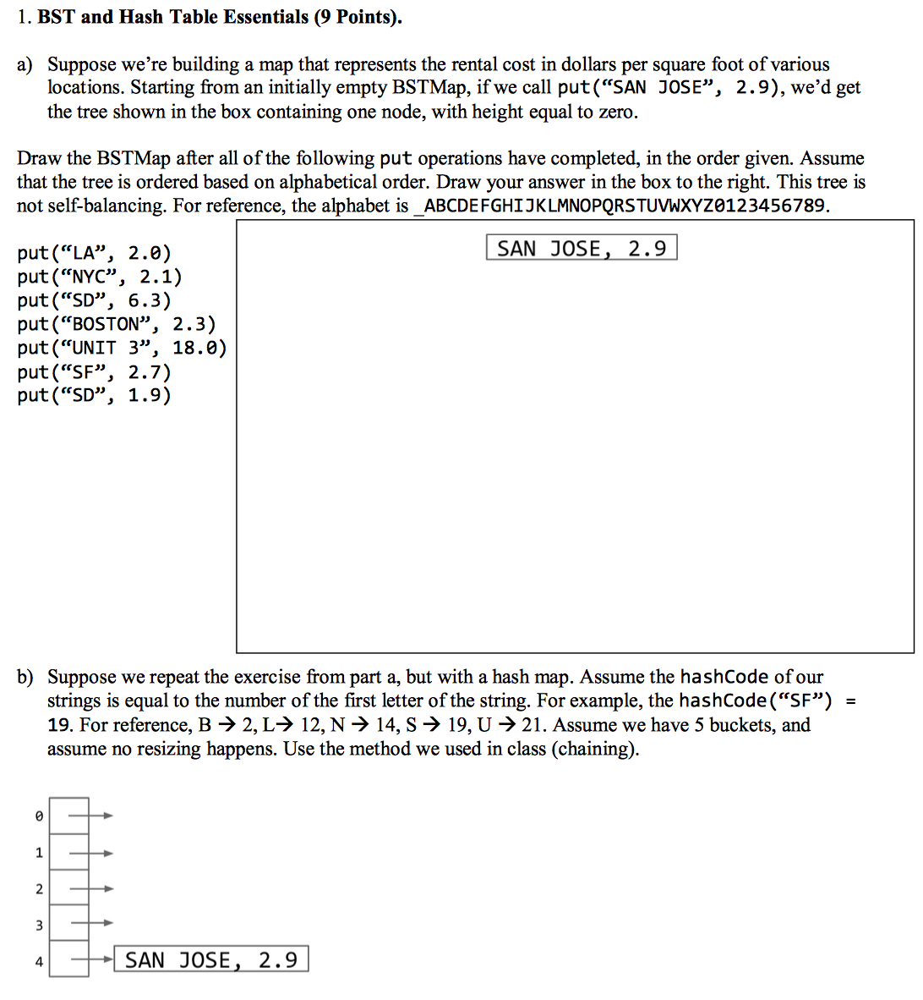 1. BST and Hash Table Essentials (9 Points).
a) Suppose we’re building a map that represents the rental cost in dollars per square foot of various
locations. Starting from an initially empty BSTMap, if we call put(“SAN JOSE”, 2.9), we’d get
the tree shown in the box containing one node, with height equal to zero.
Draw the BSTMap after all of the following put operations have completed, in the order given. Assume
that the tree is ordered based on alphabetical order. Draw your answer in the box to the right. This tree is
not self-balancing. For reference, the alphabet is _ABCDEFGHIJKLMNOPQRSTUVWXYZ0123456789.
SAN JOSE, 2.9
put(“LA”, 2.0)
put(“NYC”, 2.1)
put(“SD”, 6.3)
put(“BOSTON”, 2.3)
put(“UNIT 3”, 18.0)
put(“SF”, 2.7)
put(“SD”, 1.9)
b) Suppose we repeat the exercise from part a, but with a hash map. Assume the hashCode of our
strings is equal to the number of the first letter of the string. For example, the hashCode(“SF”) =
19. For reference, B → 2, L→ 12, N → 14, S → 19, U → 21. Assume we have 5 buckets, and
assume no resizing happens. Use the method we used in class (chaining).
0
1
2
3
4 SAN JOSE, 2.9